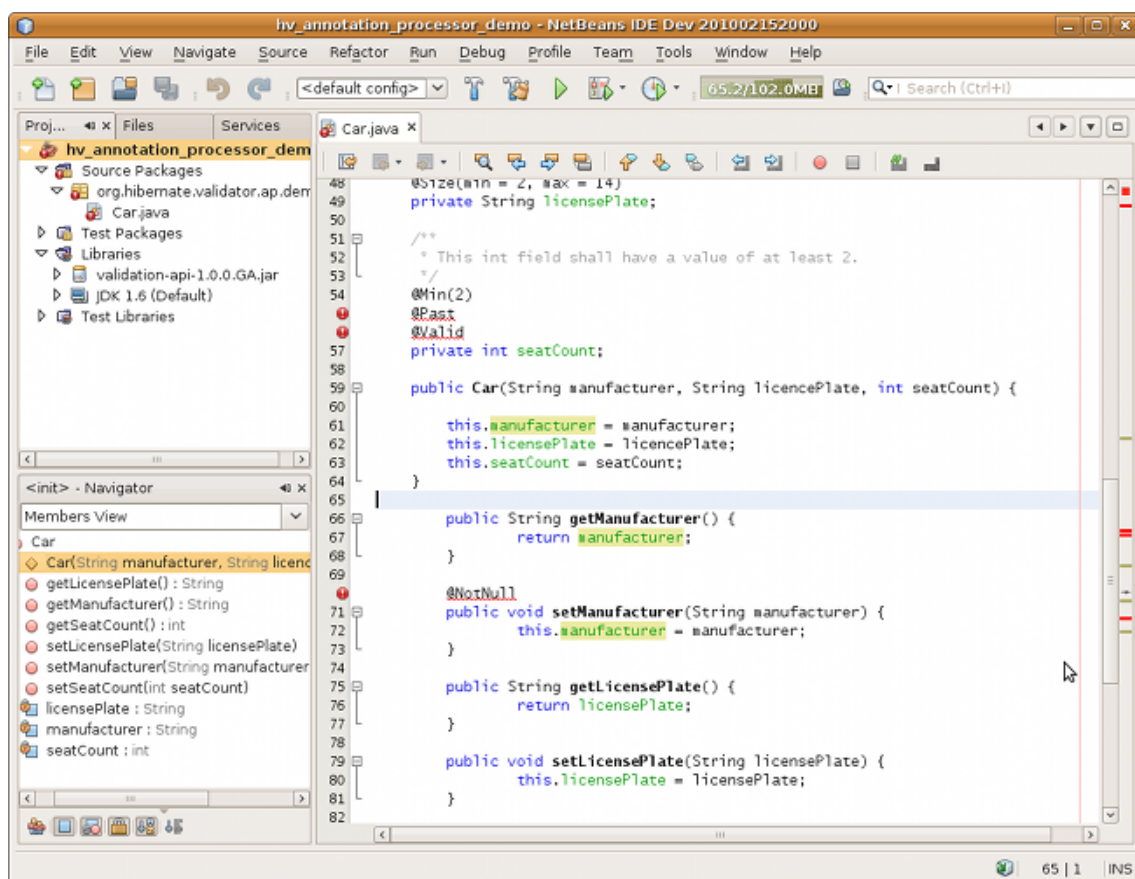 hv_annotation_processor_demo - NetBeans IDE Dev 201002152000
File Edit View Navigate Source Refactor Run Debug Profile Team Tools Window Help
<default config> 65.2/102.0MB Search (Ctrl+I)
Proj... Files Services
hv_annotation_processor_dem
Source Packages
org.hibernate.validator.ap.dem
Car.java
Test Packages
Libraries
validation-api-1.0.0.GA.jar
JDK 1.6 (Default)
Test Libraries
<init> - Navigator
Members View
Car
Car(String manufacturer, String licenc
getLicensePlate() : String
getManufacturer() : String
getSeatCount() : int
setLicensePlate(String licensePlate)
setManufacturer(String manufacturer
setSeatCount(int seatCount)
licensePlate : String
manufacturer : String
seatCount : int
Car.java
48 @Size(min = 2, max = 14)
49 private String licensePlate;
50
51 /**
52 * This int field shall have a value of at least 2.
53 */
54 @Min(2)
@Past
@Valid
57 private int seatCount;
58
59 public Car(String manufacturer, String licencePlate, int seatCount) {
60
61 this.manufacturer = manufacturer;
62 this.licensePlate = licencePlate;
63 this.seatCount = seatCount;
64 }
65
66 public String getManufacturer() {
67 return manufacturer;
68 }
69
@NotNull
71 public void setManufacturer(String manufacturer) {
72 this.manufacturer = manufacturer;
73 }
74
75 public String getLicensePlate() {
76 return licensePlate;
77 }
78
79 public void setLicensePlate(String licensePlate) {
80 this.licensePlate = licensePlate;
81 }
82
65 | 1 INS